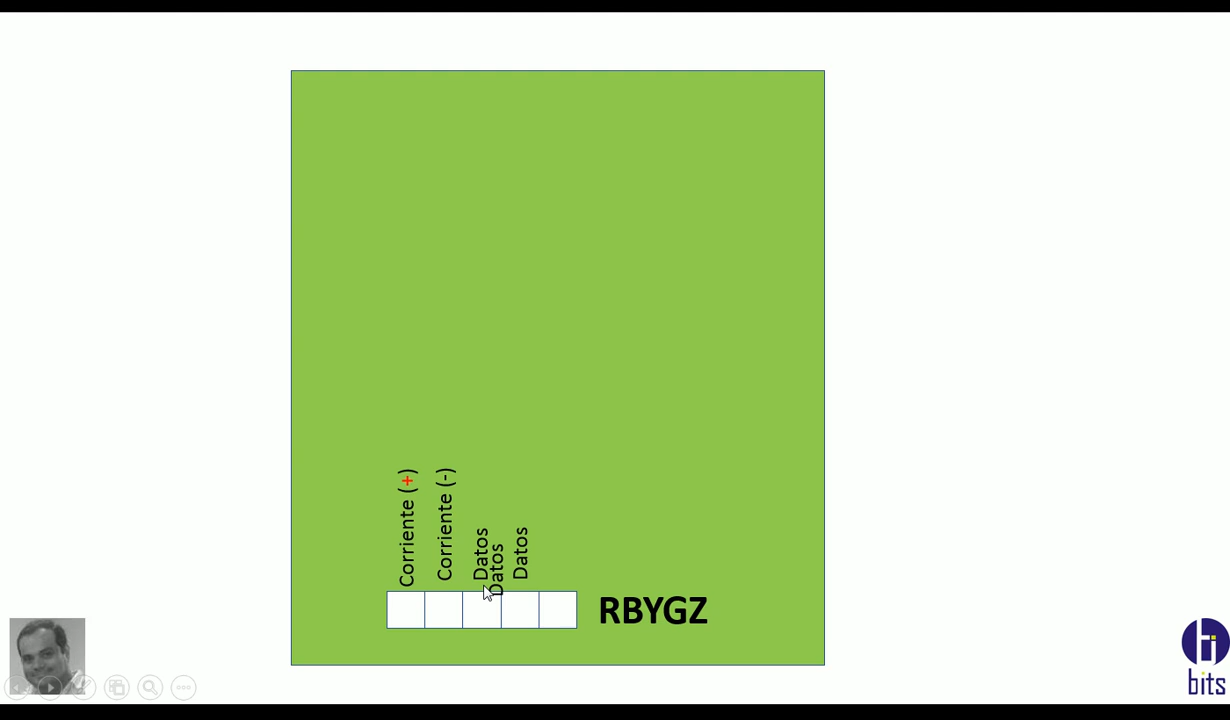 Corriente (+)
Corriente (-)
Datos
Datos
Datos
RBYGZ
bits